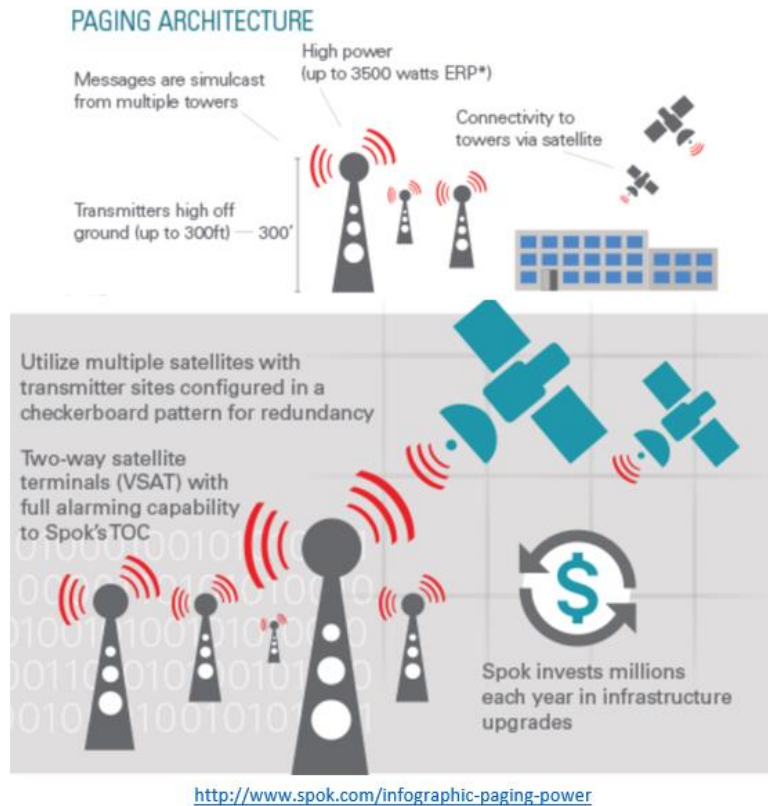 PAGING ARCHITECTURE
Messages are simulcast
from multiple towers
High power
(up to 3500 watts ERP*)
Connectivity to
towers via satellite
Transmitters high off
ground (up to 300ft) — 300'
Utilize multiple satellites with
transmitter sites configured in a
checkerboard pattern for redundancy
Two-way satellite
terminals (VSAT) with
full alarming capability
to Spok's TOC
$
Spok invests millions
each year in infrastructure
upgrades
http://www.spok.com/infographic-paging-power